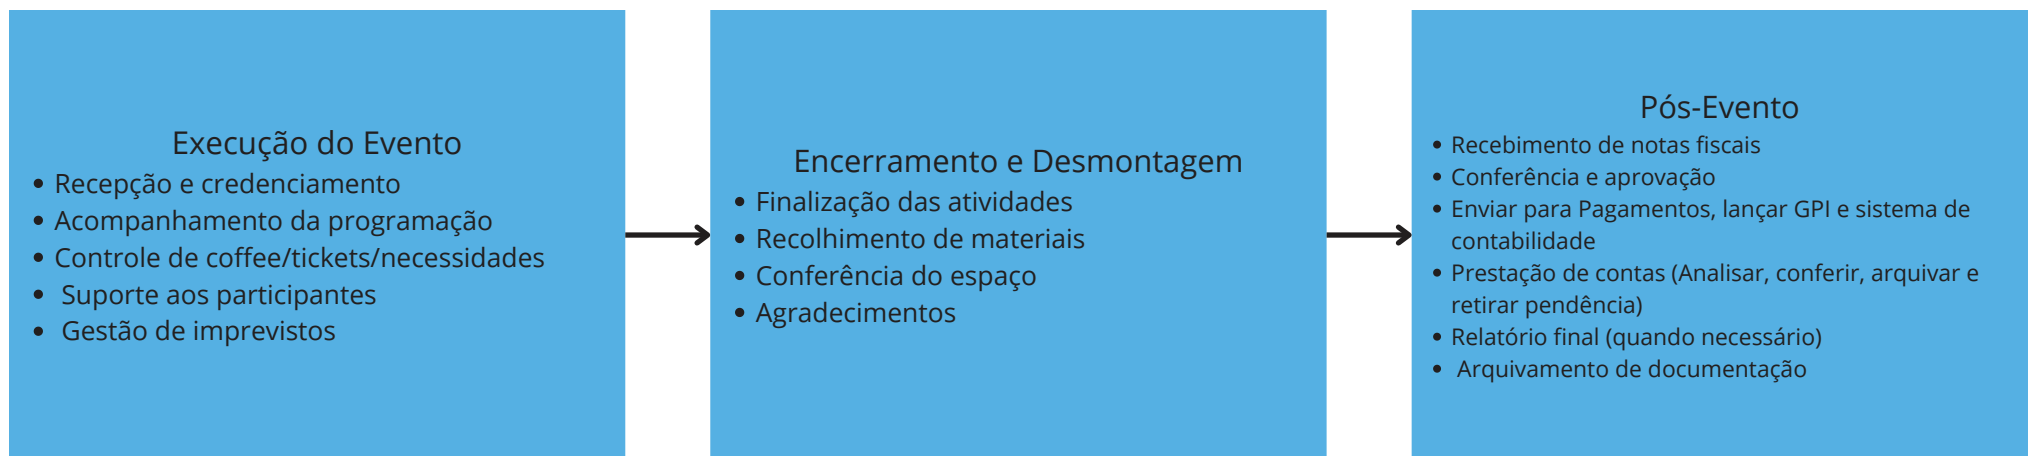 Execução do Evento
• Recepção e credenciamento
• Acompanhamento da programação
• Controle de coffee/tickets/necessidades
• Suporte aos participantes
• Gestão de imprevistos
Encerramento e Desmontagem
• Finalização das atividades
• Recolhimento de materiais
• Conferência do espaço
• Agradecimentos
Pós-Evento
• Recebimento de notas fiscais
• Conferência e aprovação
• Enviar para Pagamentos, lançar GPI e sistema de
contabilidade
• Prestação de contas (Analisar, conferir, arquivar e
retirar pendência)
• Relatório final (quando necessário)
• Arquivamento de documentação